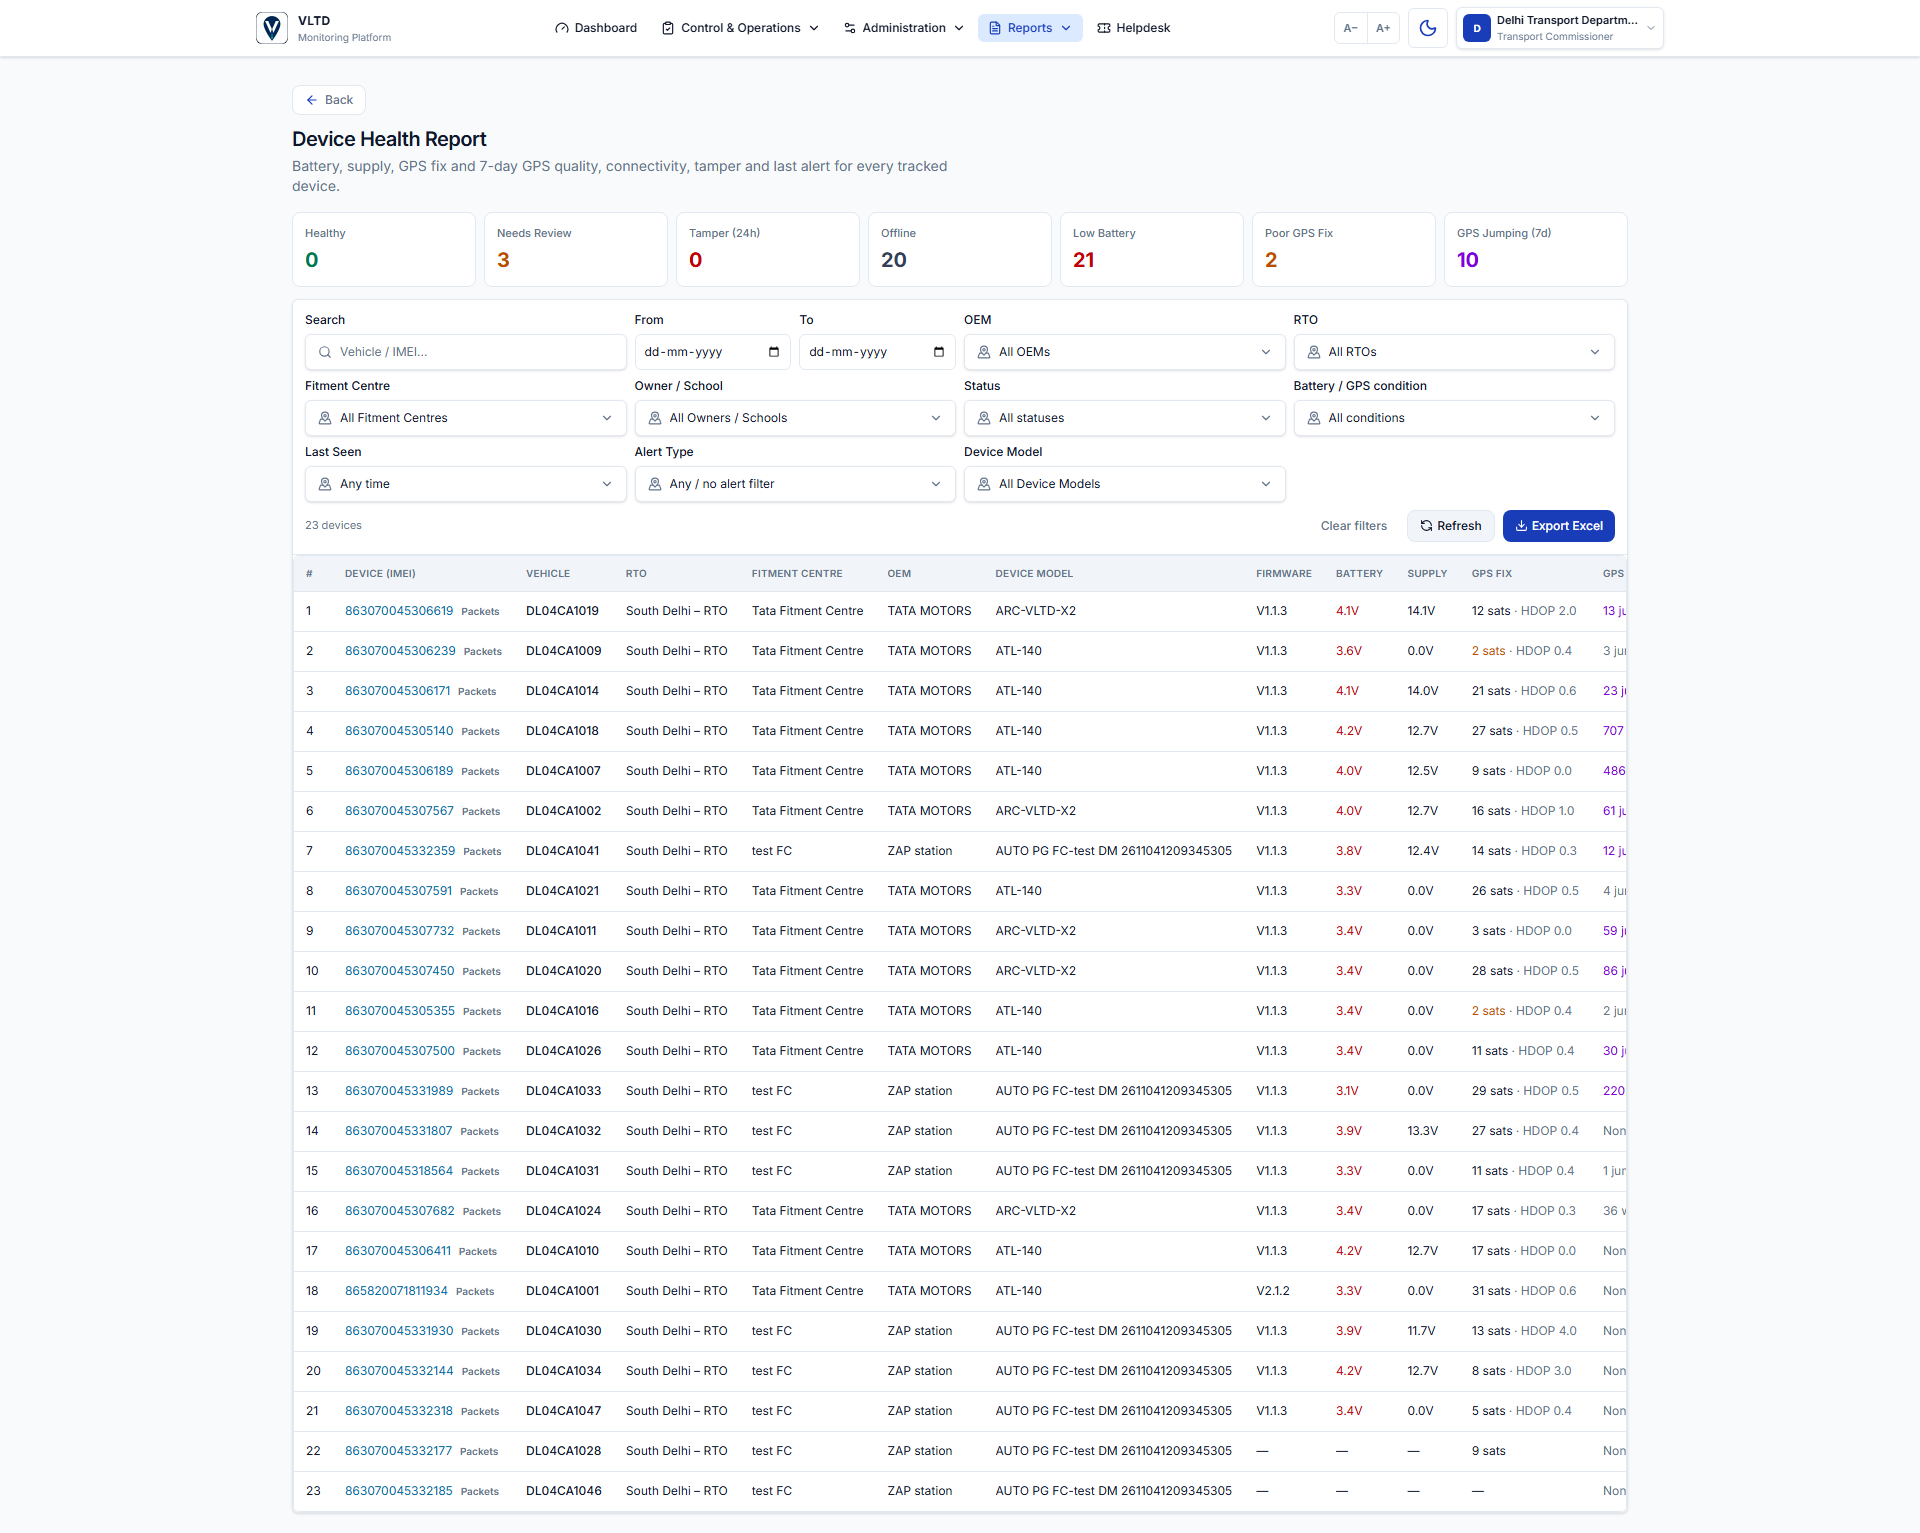 VLTD
Monitoring Platform
Dashboard
Control & Operations
Administration
Reports
Helpdesk
A−
A+
D
Delhi Transport Departm...
Transport Commissioner
Back
Device Health Report
Battery, supply, GPS fix and 7-day GPS quality, connectivity, tamper and last alert for every tracked
device.
Healthy
0
Needs Review
3
Tamper (24h)
0
Offline
20
Low Battery
21
Poor GPS Fix
2
GPS Jumping (7d)
10
Search
Vehicle / IMEI...
From
dd-mm-yyyy
To
dd-mm-yyyy
OEM
All OEMs
RTO
All RTOs
Fitment Centre
All Fitment Centres
Owner / School
All Owners / Schools
Status
All statuses
Battery / GPS condition
All conditions
Last Seen
Any time
Alert Type
Any / no alert filter
Device Model
All Device Models
23 devices
Clear filters
Refresh
Export Excel
# DEVICE (IMEI) VEHICLE RTO FITMENT CENTRE OEM DEVICE MODEL FIRMWARE BATTERY SUPPLY GPS FIX GPS
1 863070045306619 Packets DL04CA1019 South Delhi – RTO Tata Fitment Centre TATA MOTORS ARC-VLTD-X2 V1.1.3 4.1V 14.1V 12 sats · HDOP 2.0 13 ju
2 863070045306239 Packets DL04CA1009 South Delhi – RTO Tata Fitment Centre TATA MOTORS ATL-140 V1.1.3 3.6V 0.0V 2 sats · HDOP 0.4 3 jun
3 863070045306171 Packets DL04CA1014 South Delhi – RTO Tata Fitment Centre TATA MOTORS ATL-140 V1.1.3 4.1V 14.0V 21 sats · HDOP 0.6 23 j
4 863070045305140 Packets DL04CA1018 South Delhi – RTO Tata Fitment Centre TATA MOTORS ATL-140 V1.1.3 4.2V 12.7V 27 sats · HDOP 0.5 707
5 863070045306189 Packets DL04CA1007 South Delhi – RTO Tata Fitment Centre TATA MOTORS ATL-140 V1.1.3 4.0V 12.5V 9 sats · HDOP 0.0 486
6 863070045307567 Packets DL04CA1002 South Delhi – RTO Tata Fitment Centre TATA MOTORS ARC-VLTD-X2 V1.1.3 4.0V 12.7V 16 sats · HDOP 1.0 61 ju
7 863070045332359 Packets DL04CA1041 South Delhi – RTO test FC ZAP station AUTO PG FC-test DM 2611041209345305 V1.1.3 3.8V 12.4V 14 sats · HDOP 0.3 12 ju
8 863070045307591 Packets DL04CA1021 South Delhi – RTO Tata Fitment Centre TATA MOTORS ATL-140 V1.1.3 3.3V 0.0V 26 sats · HDOP 0.5 4 jun
9 863070045307732 Packets DL04CA1011 South Delhi – RTO Tata Fitment Centre TATA MOTORS ARC-VLTD-X2 V1.1.3 3.4V 0.0V 3 sats · HDOP 0.0 59 j
10 863070045307450 Packets DL04CA1020 South Delhi – RTO Tata Fitment Centre TATA MOTORS ARC-VLTD-X2 V1.1.3 3.4V 0.0V 28 sats · HDOP 0.5 86 j
11 863070045305355 Packets DL04CA1016 South Delhi – RTO Tata Fitment Centre TATA MOTORS ATL-140 V1.1.3 3.4V 0.0V 2 sats · HDOP 0.4 2 jun
12 863070045307500 Packets DL04CA1026 South Delhi – RTO Tata Fitment Centre TATA MOTORS ATL-140 V1.1.3 3.4V 0.0V 11 sats · HDOP 0.4 30 j
13 863070045331989 Packets DL04CA1033 South Delhi – RTO test FC ZAP station AUTO PG FC-test DM 2611041209345305 V1.1.3 3.1V 0.0V 29 sats · HDOP 0.5 220
14 863070045331807 Packets DL04CA1032 South Delhi – RTO test FC ZAP station AUTO PG FC-test DM 2611041209345305 V1.1.3 3.9V 13.3V 27 sats · HDOP 0.4 Non
15 863070045318564 Packets DL04CA1031 South Delhi – RTO test FC ZAP station AUTO PG FC-test DM 2611041209345305 V1.1.3 3.3V 0.0V 11 sats · HDOP 0.4 1 jun
16 863070045307682 Packets DL04CA1024 South Delhi – RTO Tata Fitment Centre TATA MOTORS ARC-VLTD-X2 V1.1.3 3.4V 0.0V 17 sats · HDOP 0.3 36 w
17 863070045306411 Packets DL04CA1010 South Delhi – RTO Tata Fitment Centre TATA MOTORS ATL-140 V1.1.3 4.2V 12.7V 17 sats · HDOP 0.0 Non
18 865820071811934 Packets DL04CA1001 South Delhi – RTO Tata Fitment Centre TATA MOTORS ATL-140 V2.1.2 3.3V 0.0V 31 sats · HDOP 0.6 Non
19 863070045331930 Packets DL04CA1030 South Delhi – RTO test FC ZAP station AUTO PG FC-test DM 2611041209345305 V1.1.3 3.9V 11.7V 13 sats · HDOP 4.0 Non
20 863070045332144 Packets DL04CA1034 South Delhi – RTO test FC ZAP station AUTO PG FC-test DM 2611041209345305 V1.1.3 4.2V 12.7V 8 sats · HDOP 3.0 Non
21 863070045332318 Packets DL04CA1047 South Delhi – RTO test FC ZAP station AUTO PG FC-test DM 2611041209345305 V1.1.3 3.4V 0.0V 5 sats · HDOP 0.4 Non
22 863070045332177 Packets DL04CA1028 South Delhi – RTO test FC ZAP station AUTO PG FC-test DM 2611041209345305 — — — 9 sats Non
23 863070045332185 Packets DL04CA1046 South Delhi – RTO test FC ZAP station AUTO PG FC-test DM 2611041209345305 — — — — Non